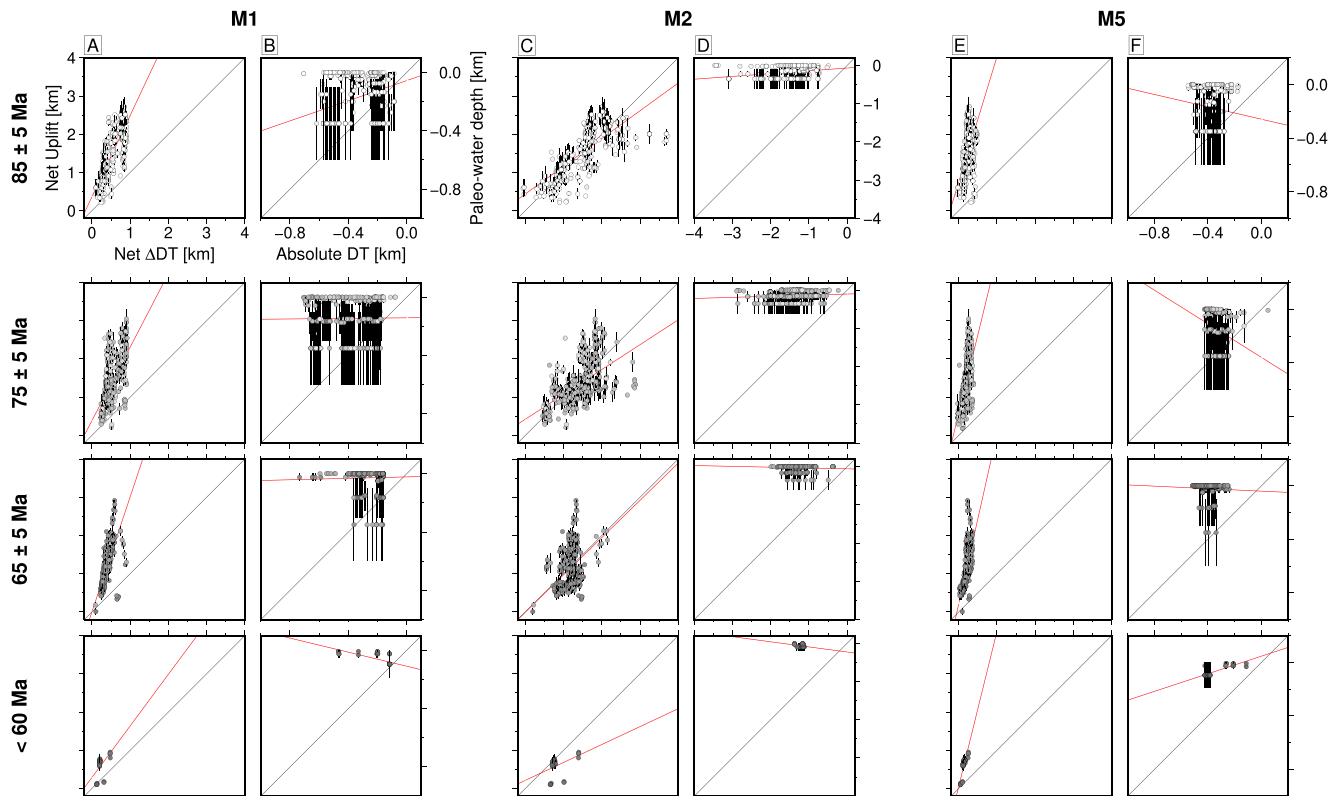 M1 M2 M5
A B C D E F
85 ± 5 Ma
Net Uplift [km]
4
3
2
1
0
0 1 2 3 4
Net ΔDT [km]
0.0
−0.4
−0.8
−0.8 −0.4 0.0
Absolute DT [km]
Paleo-water depth [km]
0
−1
−2
−3
−4
−4 −3 −2 −1 0
0.0
−0.4
−0.8
−0.8 −0.4 0.0
75 ± 5 Ma
65 ± 5 Ma
< 60 Ma